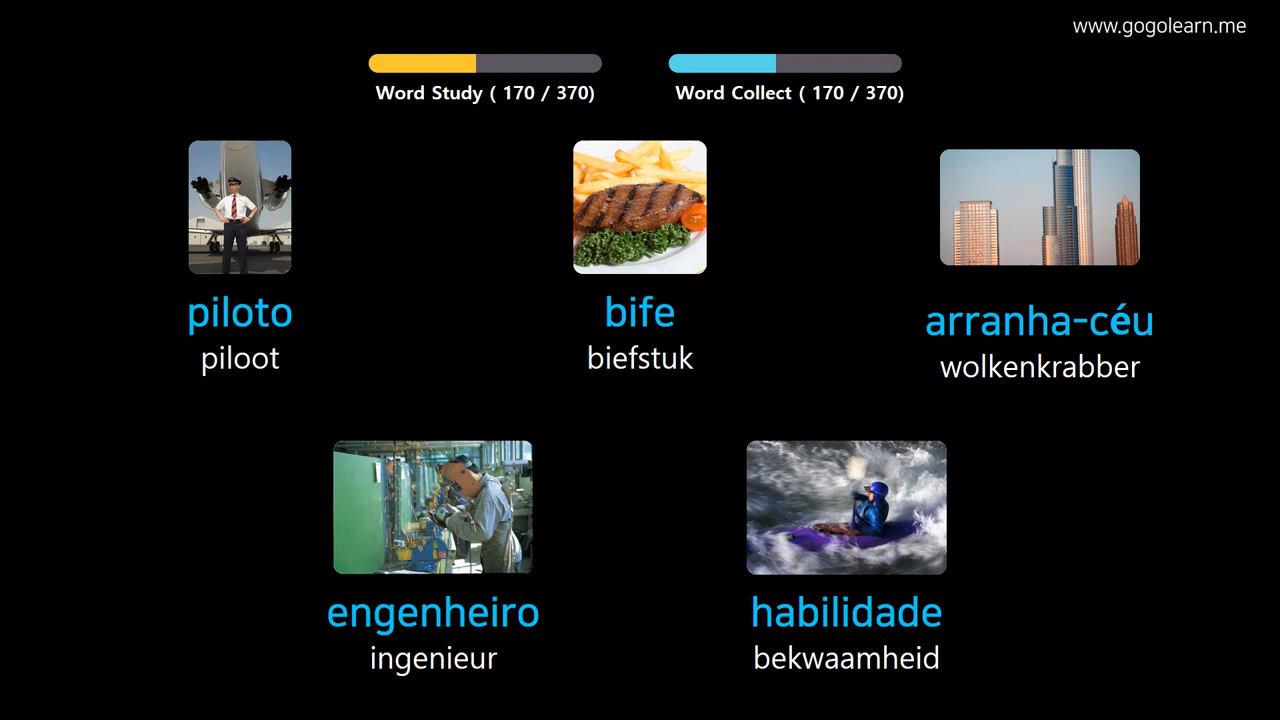 www.gogolearn.me
Word Study ( 170 / 370)
Word Collect ( 170 / 370)
piloto
piloot
bife
biefstuk
arranha-céu
wolkenkrabber
engenheiro
ingenieur
habilidade
bekwaamheid